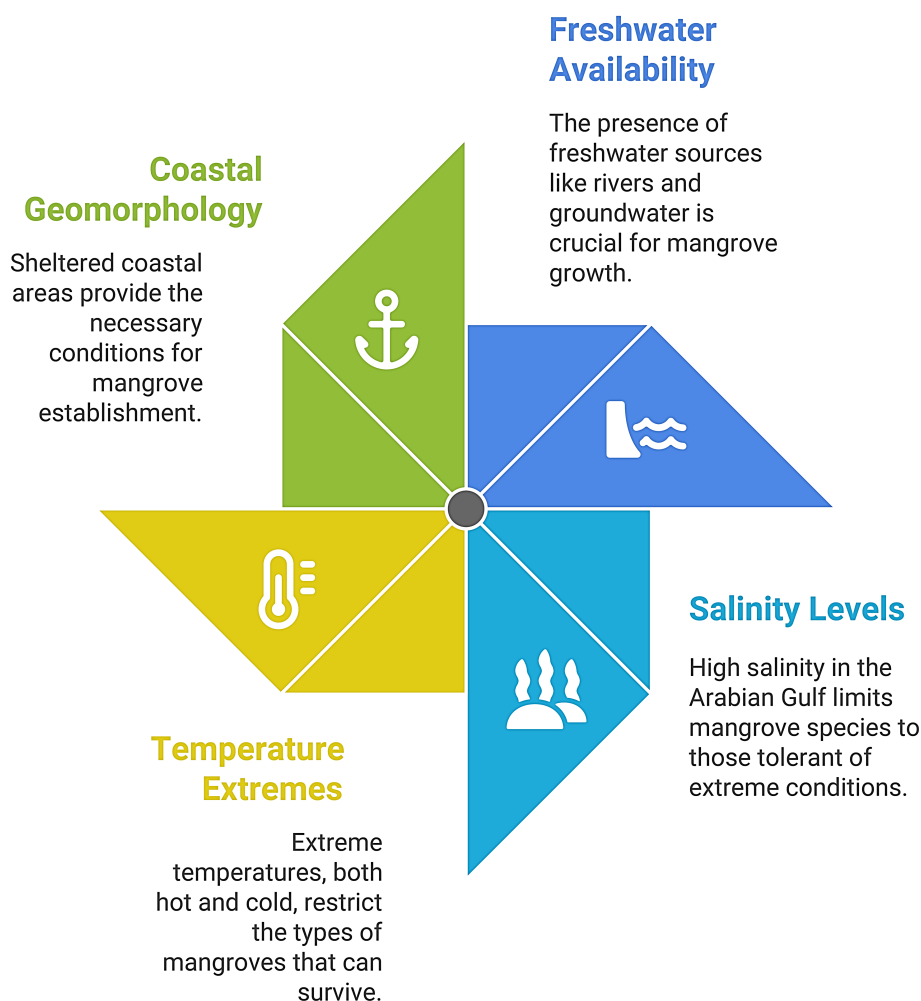 Freshwater
Availability
The presence of
freshwater sources
like rivers and
groundwater is
crucial for mangrove
growth.
Coastal
Geomorphology
Sheltered coastal
areas provide the
necessary
conditions for
mangrove
establishment.
Salinity Levels
High salinity in the
Arabian Gulf limits
mangrove species to
those tolerant of
extreme conditions.
Temperature
Extremes
Extreme
temperatures, both
hot and cold, restrict
the types of
mangroves that can
survive.